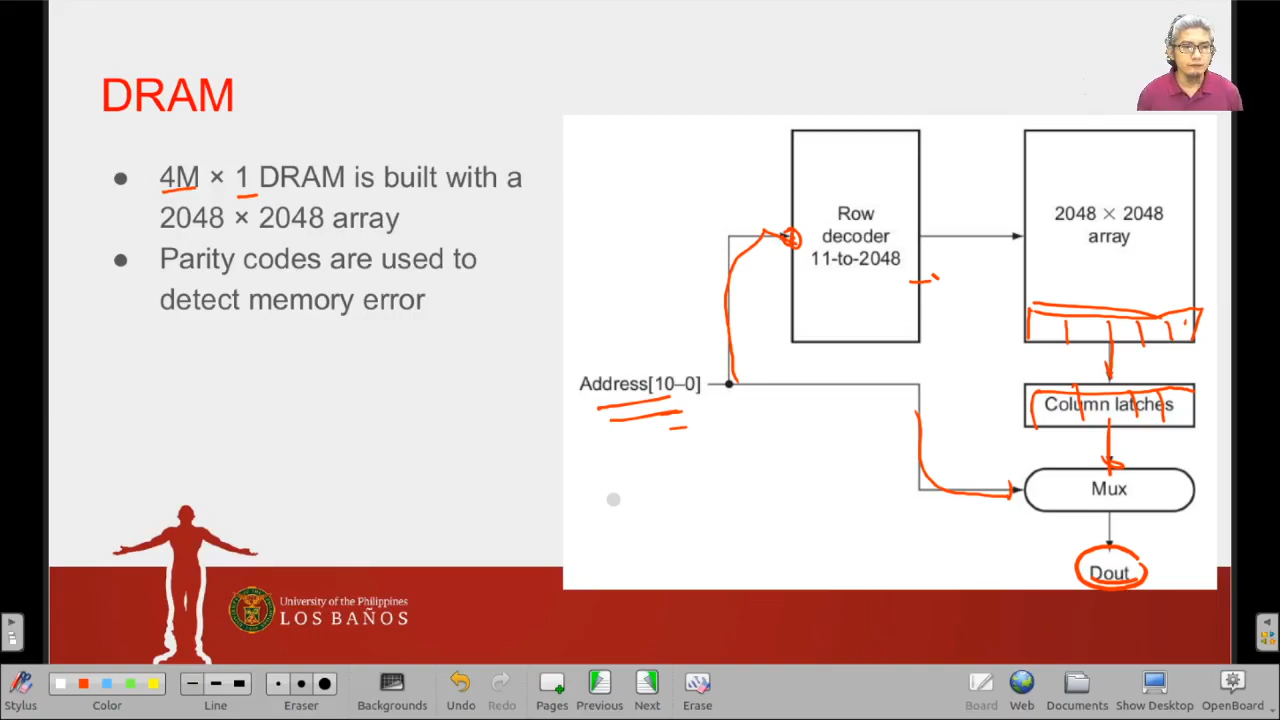 DRAM
● 4M × 1 DRAM is built with a
2048 × 2048 array
● Parity codes are used to
detect memory error
Row
decoder
11-to-2048
2048 × 2048
array
Address[10–0]
Column latches
Mux
Dout
University of the Philippines
LOS BAÑOS
Stylus
Color
Line
Eraser
Backgrounds
Undo
Redo
Pages
Previous
Next
Erase
Board
Web
Documents
Show Desktop
OpenBoard